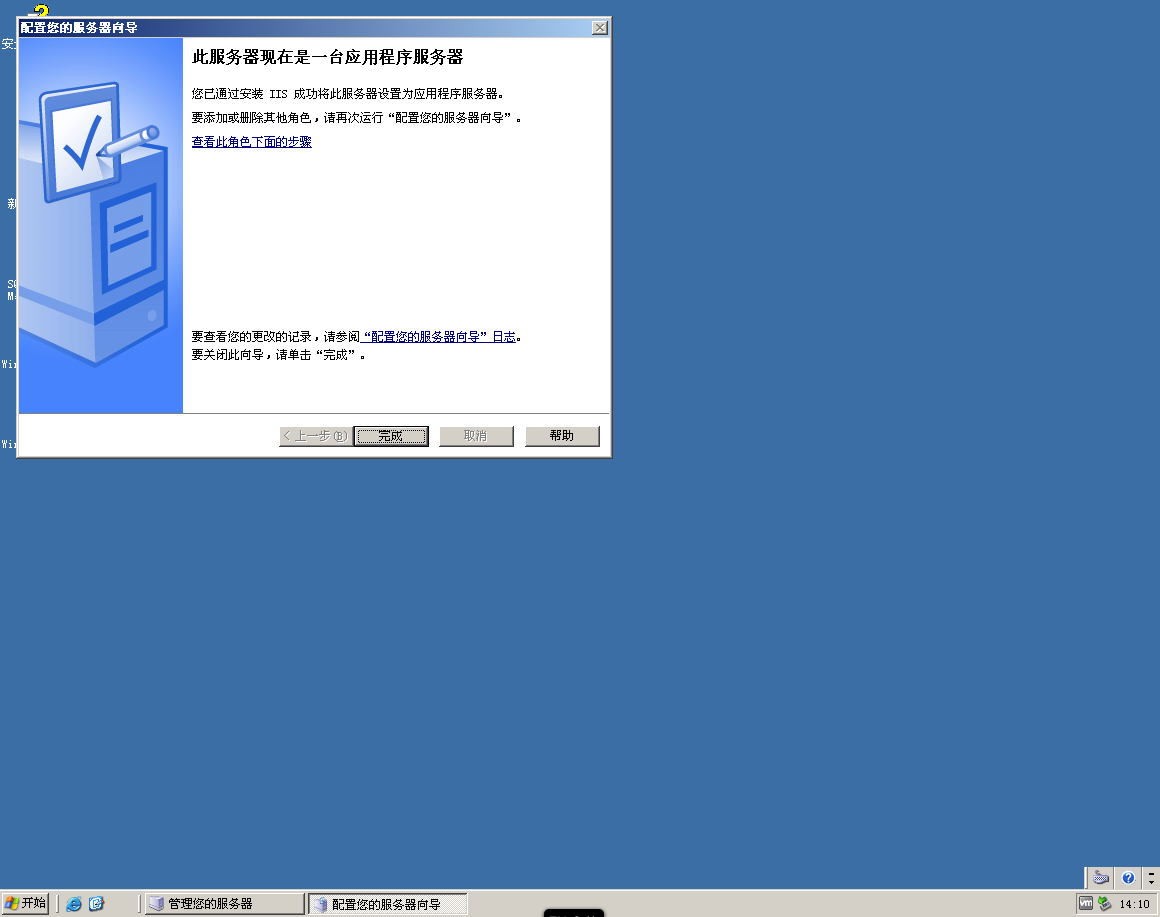 配置您的服务器向导
安
此服务器现在是一台应用程序服务器
您已通过安装 IIS 成功将此服务器设置为应用程序服务器。
要添加或删除其他角色，请再次运行“配置您的服务器向导”。
查看此角色下面的步骤
新
Win
Win
要查看您的更改的记录，请参阅“配置您的服务器向导”日志。
要关闭此向导，请单击“完成”。
< 上一步(B)
完成
取消
帮助
开始
管理您的服务器
配置您的服务器向导
vm
14:10